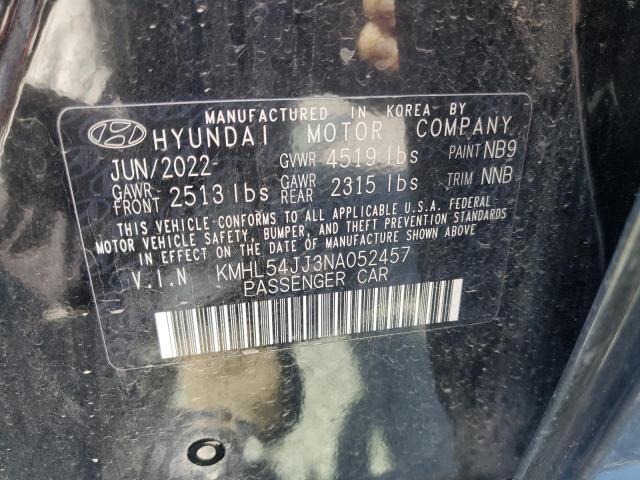 MANUFACTURED IN KOREA BY
HYUNDAI MOTOR COMPANY
JUN/2022 GVWR 4519 lbs PAINT NB9
GAWR FRONT 2513 lbs GAWR REAR 2315 lbs TRIM NNB
THIS VEHICLE CONFORMS TO ALL APPLICABLE U.S.A. FEDERAL
MOTOR VEHICLE SAFETY, BUMPER, AND THEFT PREVENTION STANDARDS
IN EFFECT ON THE DATE OF MANUFACTURE SHOWN ABOVE.
V.I.N KMHL54JJ3NA052457
PASSENGER CAR